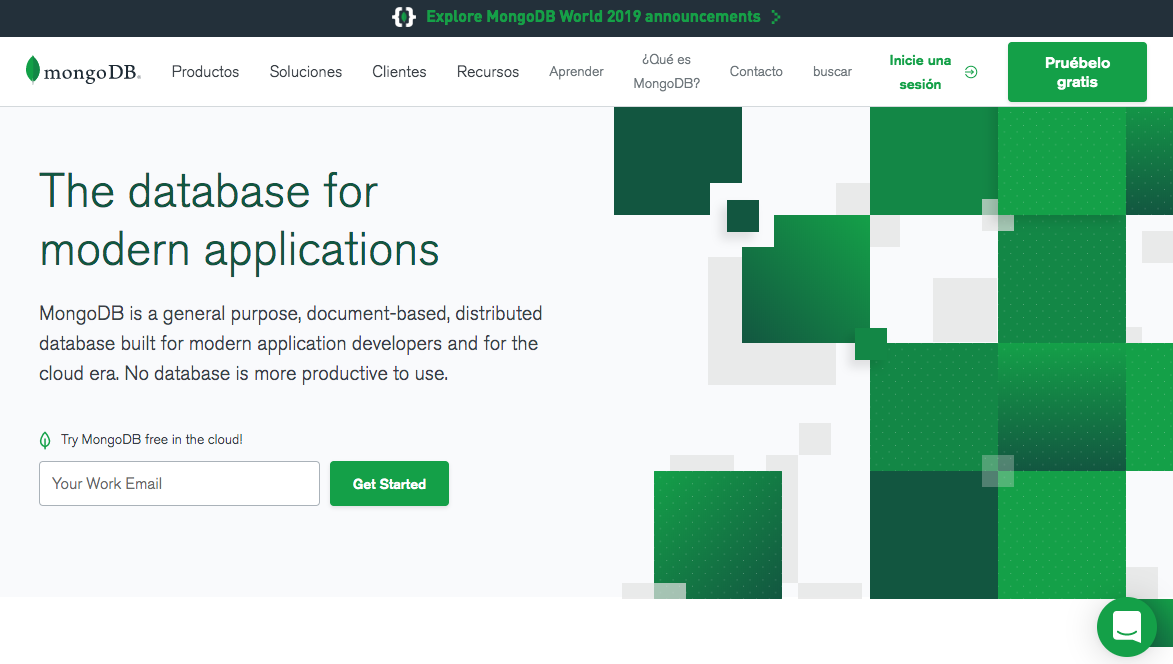 Explore MongoDB World 2019 announcements
mongoDB.
Productos
Soluciones
Clientes
Recursos
Aprender
¿Qué es
MongoDB?
Contacto
buscar
Inicie una
sesión
Pruébelo
gratis
The database for
modern applications
MongoDB is a general purpose, document-based, distributed
database built for modern application developers and for the
cloud era. No database is more productive to use.
Try MongoDB free in the cloud!
Your Work Email
Get Started